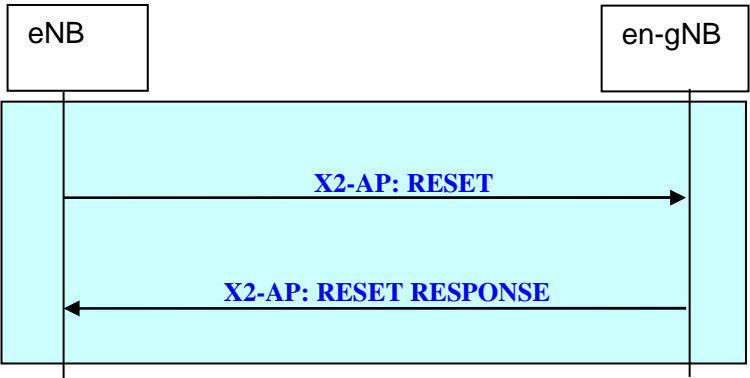 eNB
en-gNB
X2-AP: RESET
X2-AP: RESET RESPONSE